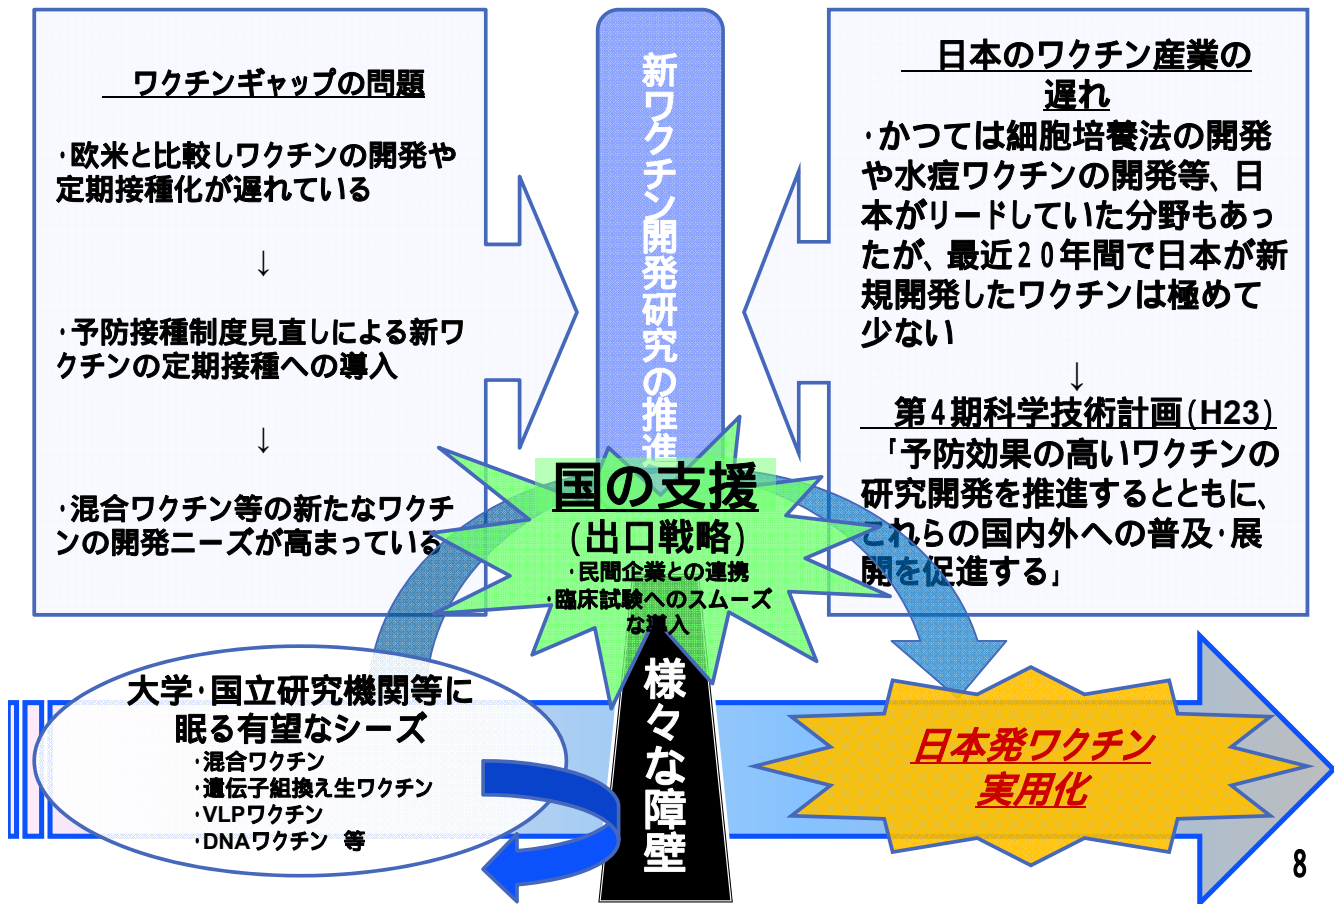 ワクチンギャップの問題
・欧米と比較しワクチンの開発や
定期接種化が遅れている
↓
・予防接種制度見直しによる新ワ
クチンの定期接種への導入
↓
・混合ワクチン等の新たなワクチ
ンの開発ニーズが高まっている
新ワクチン開発研究の推進
日本のワクチン産業の
遅れ
・かつては細胞培養法の開発
や水痘ワクチンの開発等、日
本がリードしていた分野もあっ
たが、最近20年間で日本が新
規開発したワクチンは極めて
少ない
↓
第4期科学技術計画(H23)
「予防効果の高いワクチンの
研究開発を推進するとともに、
これらの国内外への普及・展
開を促進する」
国の支援
(出口戦略)
・民間企業との連携
・臨床試験へのスムーズ
な導入
様々な障壁
大学・国立研究機関等に
眠る有望なシーズ
・混合ワクチン
・遺伝子組換え生ワクチン
・VLPワクチン
・DNAワクチン 等
日本発ワクチン
実用化
8